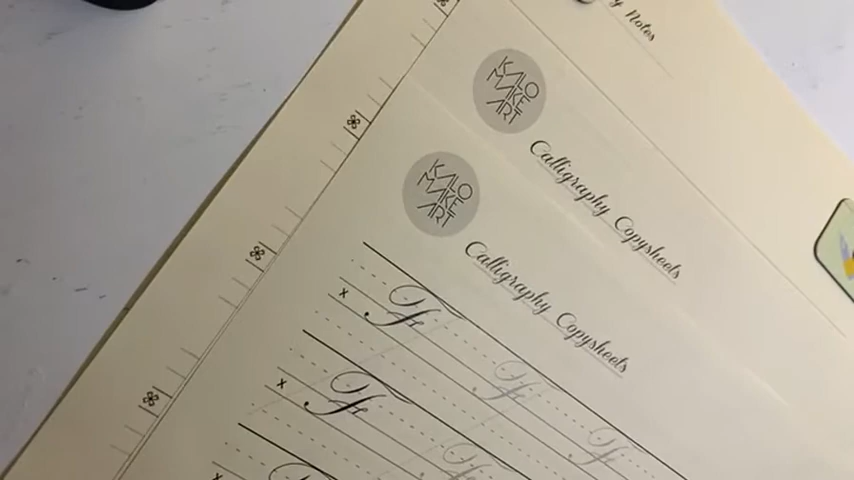 y Notes
KALO
MAKE
ART
Calligraphy Copysheets
KALO
MAKE
ART
Calligraphy Copysheets
x
F
F
F
x
F
F
x